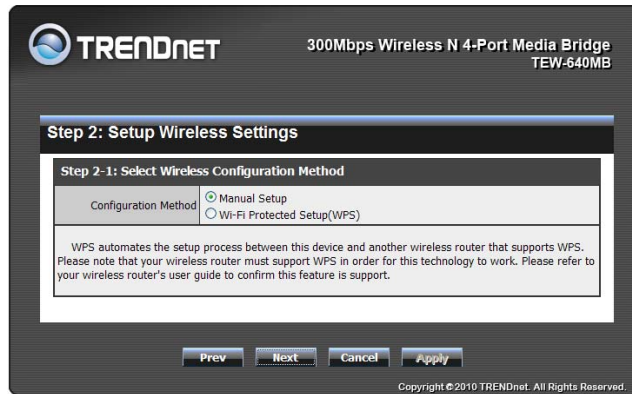 TRENDnet
300Mbps Wireless N 4-Port Media Bridge
TEW-640MB
Step 2: Setup Wireless Settings
Step 2-1: Select Wireless Configuration Method
Configuration Method
Manual Setup
Wi-Fi Protected Setup(WPS)
WPS automates the setup process between this device and another wireless router that supports WPS.
Please note that your wireless router must support WPS in order for this technology to work. Please refer to
your wireless router's user guide to confirm this feature is support.
Prev Next Cancel Apply
Copyright © 2010 TRENDnet. All Rights Reserved.